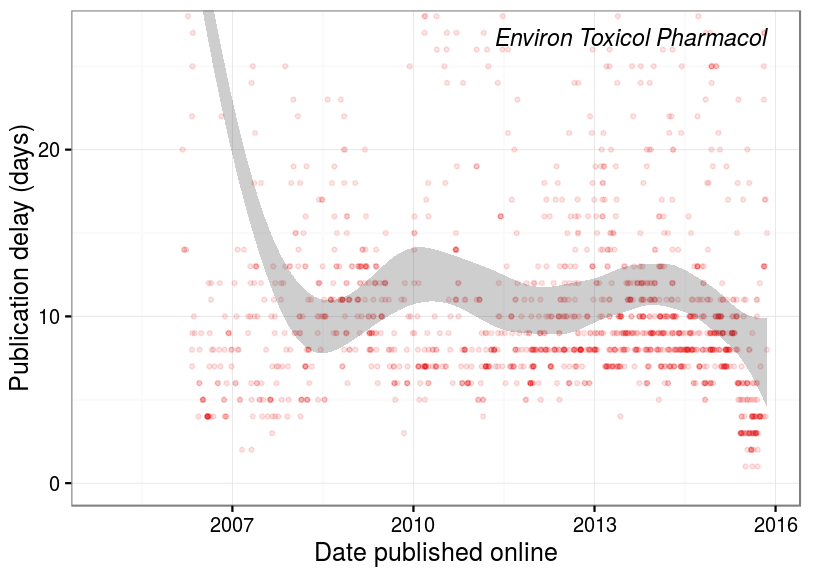 Environ Toxicol Pharmacol
Publication delay (days)
20
10
0
2007 2010 2013 2016
Date published online